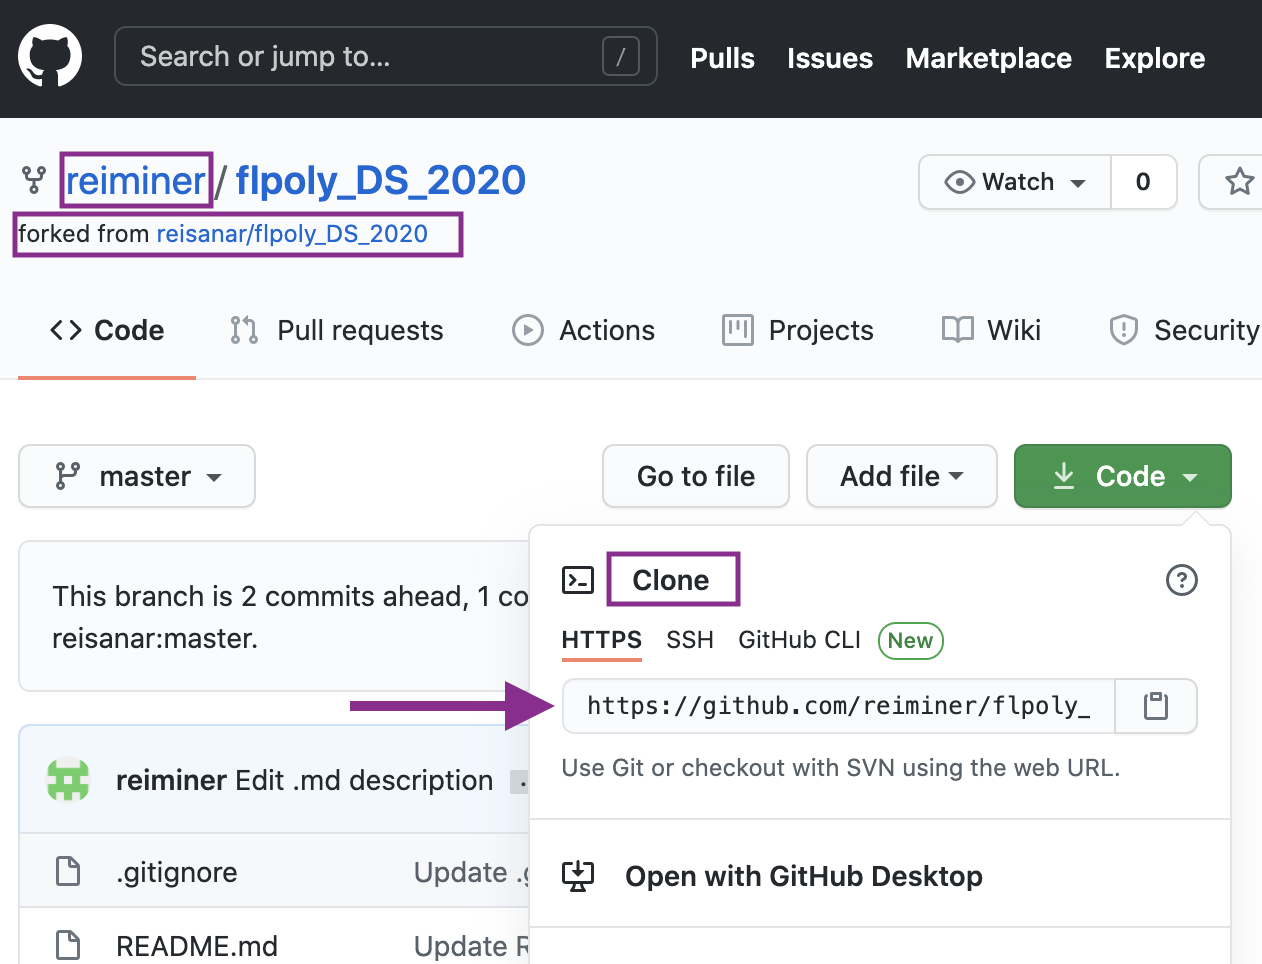 Search or jump to... /
Pulls Issues Marketplace Explore
reiminer / flpoly_DS_2020
Watch 0
forked from reisanar/flpoly_DS_2020
Code Pull requests Actions Projects Wiki Security
master Go to file Add file Code
This branch is 2 commits ahead, 1 co
reisanar:master.
Clone
HTTPS SSH GitHub CLI New
https://github.com/reiminer/flpoly_
Use Git or checkout with SVN using the web URL.
reiminer Edit .md description
Open with GitHub Desktop
.gitignore Update .g
README.md Update R